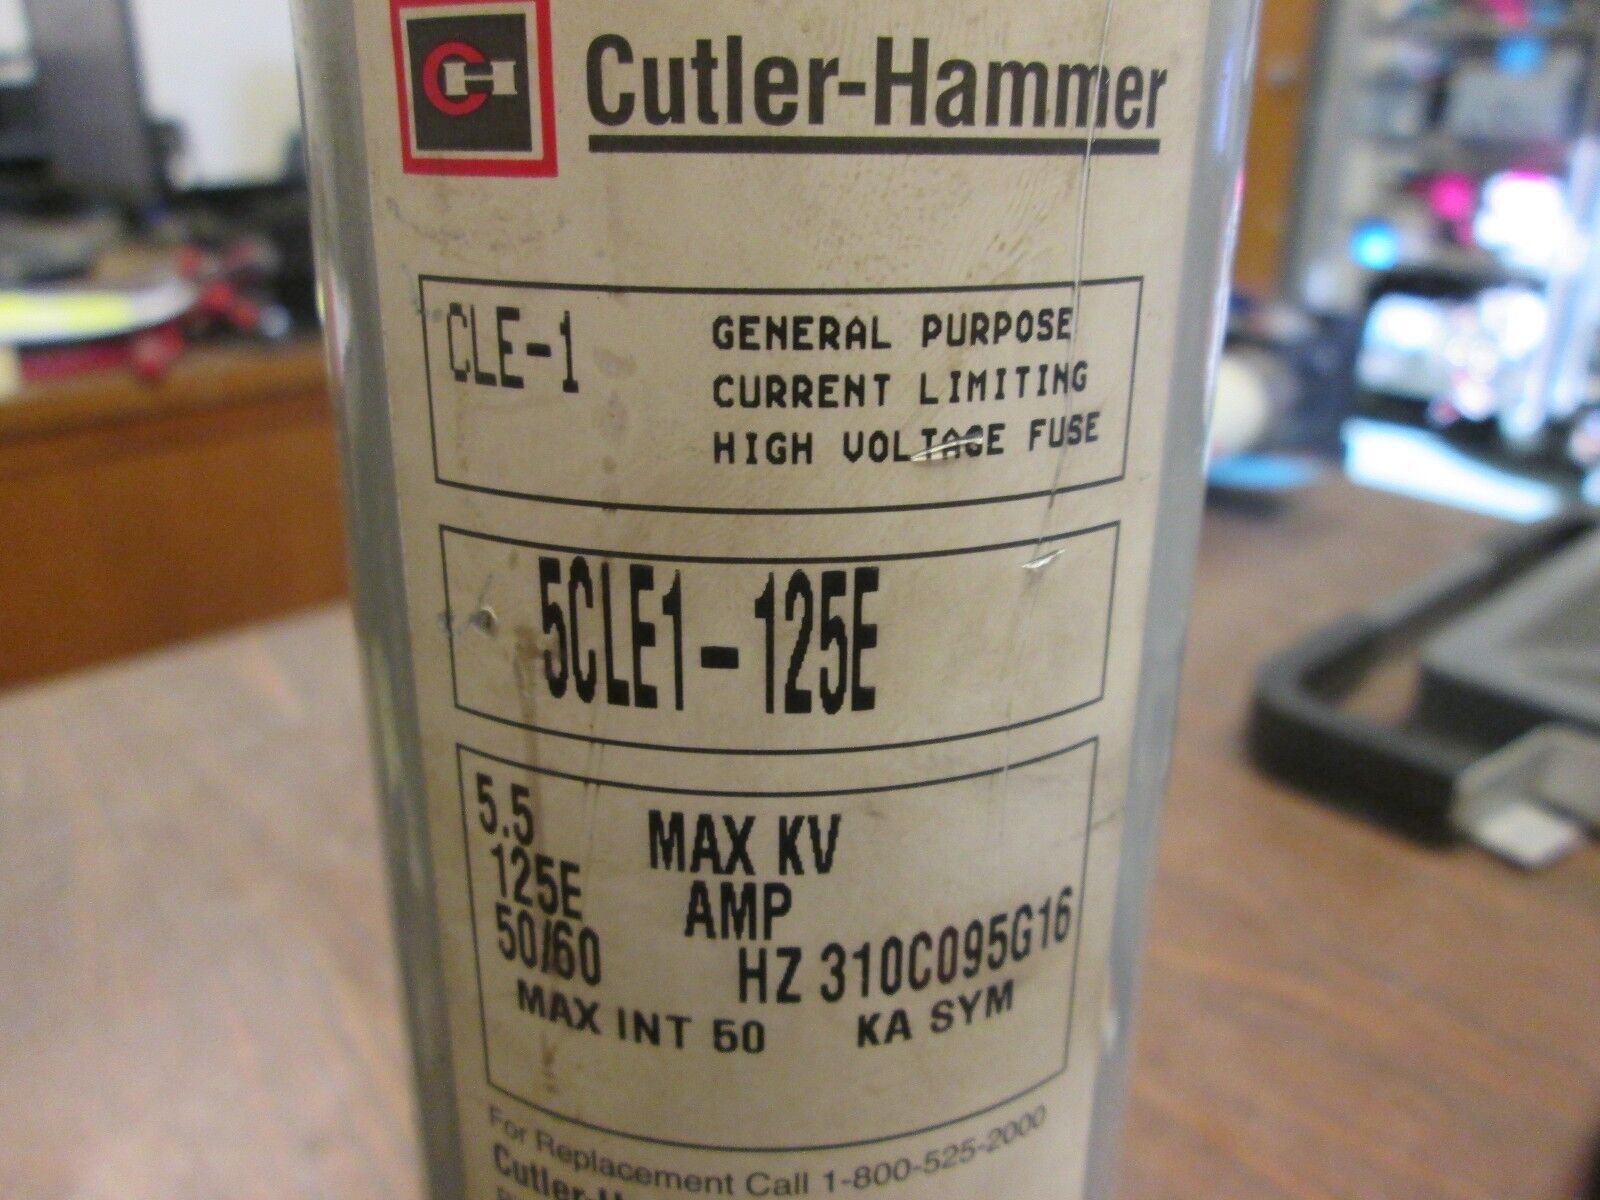 CH Cutler-Hammer
CLE-1
GENERAL PURPOSE
CURRENT LIMITING
HIGH VOLTAGE FUSE
5CLE1-125E
5.5 MAX KV
125E AMP
50/60 HZ 310C095G16
MAX INT 50 KA SYM
For Replacement Call 1-800-525-2000